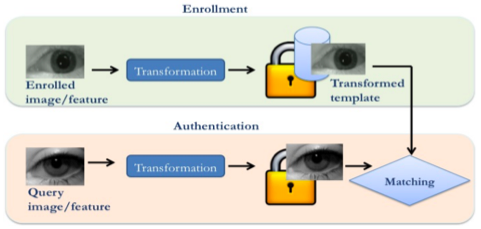 Enrollment
Enrolled
image/feature
Transformation
Transformed
template
Authentication
Query
image/feature
Transformation
Matching